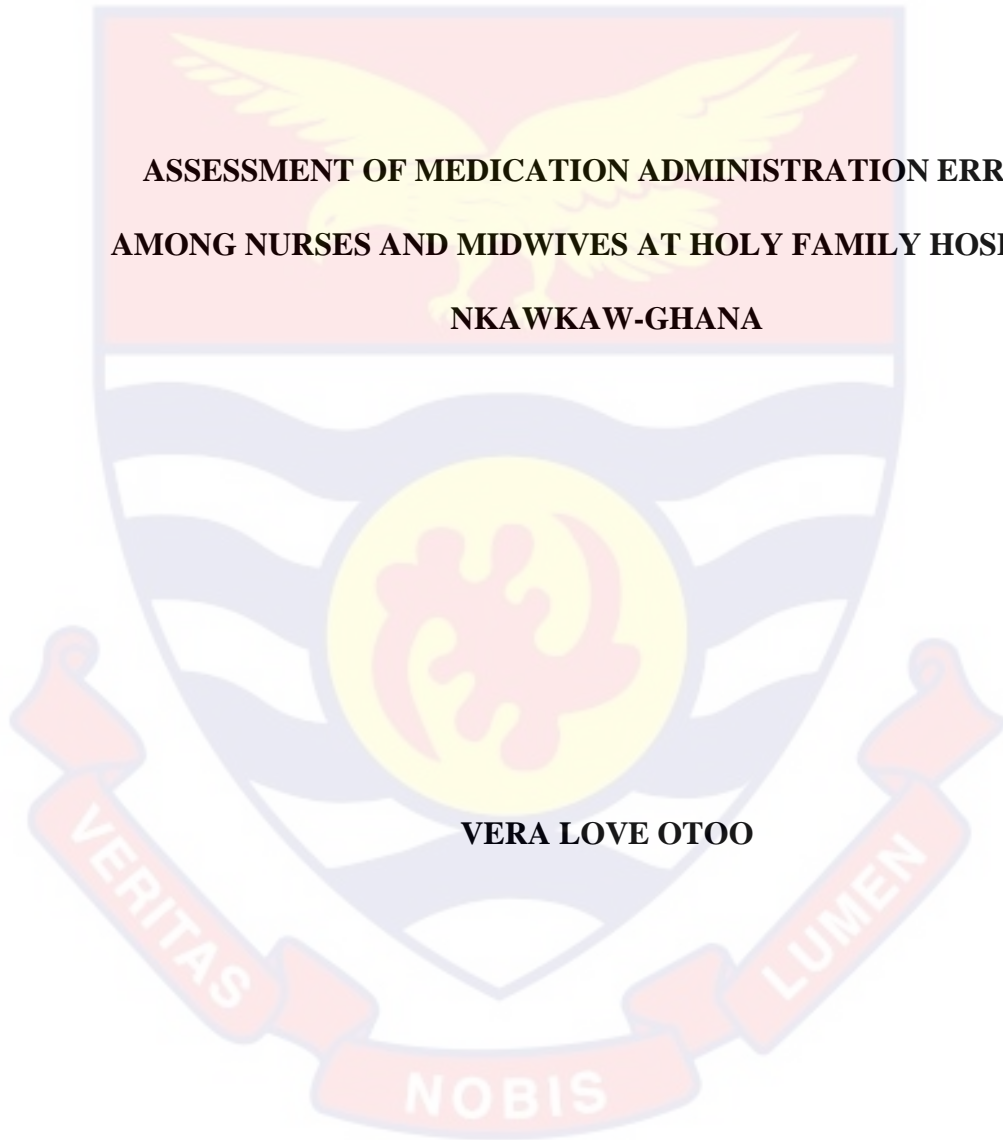 ASSESSMENT OF MEDICATION ADMINISTRATION ERR
AMONG NURSES AND MIDWIVES AT HOLY FAMILY HOSI
NKAWKAW-GHANA
VERA LOVE OTOO
VERITAS
NOBIS
LUMEN